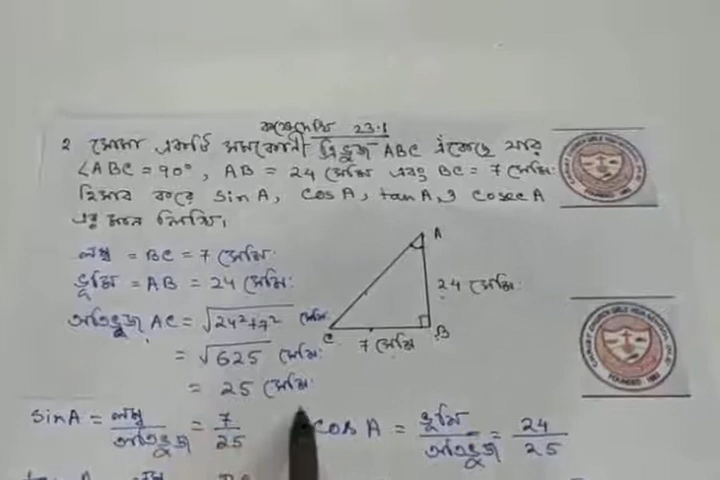 কষে দেখি 23.1
2 সোমা একটি সমকোণী ত্রিভুজ ABC এঁকেছে যার
∠ABC = 90°, AB = 24 সেমি. এবং BC = 7 সেমি.
হিসাব করে sin A, cos A, tan A, ও cosec A
এর মান লিখি।
লম্ব = BC = 7 সেমি.
ভূমি = AB = 24 সেমি.
অতিভুজ AC = √24²+7² সেমি.
= √625 সেমি.
= 25 সেমি.
A
24 সেমি.
C
7 সেমি
B
sin A = লম্ব/অতিভুজ = 7/25
cos A = ভূমি/অতিভুজ = 24/25